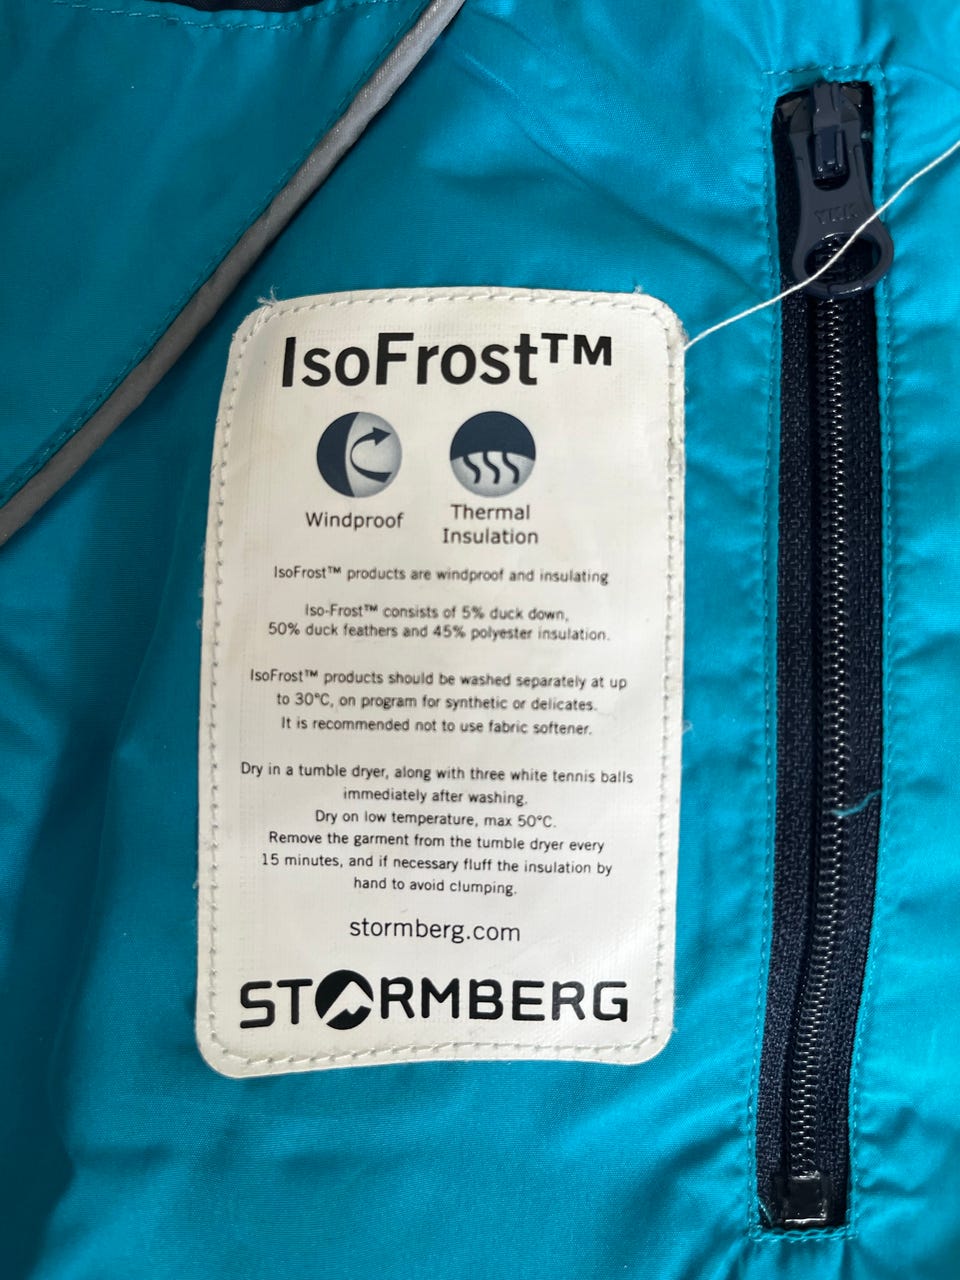 YKK
IsoFrost™
Windproof
Thermal
Insulation
IsoFrost™ products are windproof and insulating
Iso-Frost™ consists of 5% duck down,
50% duck feathers and 45% polyester insulation.
IsoFrost™ products should be washed separately at up
to 30°C, on program for synthetic or delicates.
It is recommended not to use fabric softener.
Dry in a tumble dryer, along with three white tennis balls
immediately after washing.
Dry on low temperature, max 50°C.
Remove the garment from the tumble dryer every
15 minutes, and if necessary fluff the insulation by
hand to avoid clumping.
stormberg.com
STORMBERG